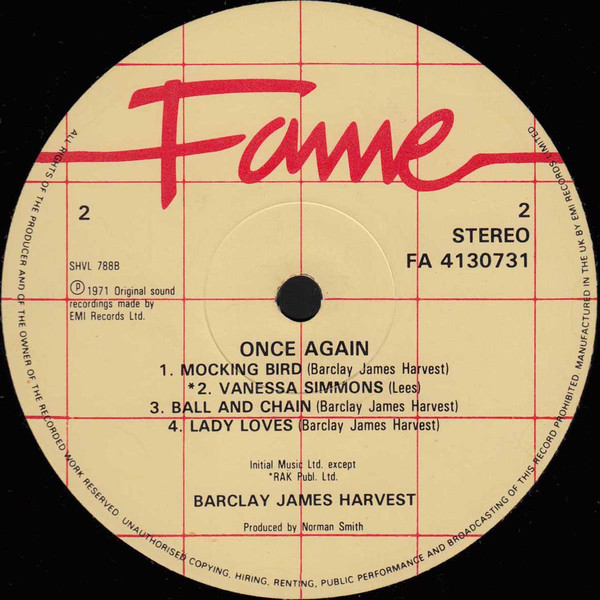 Fame
2
2
STEREO
FA 4130731
SHVL 788B
Ⓟ 1971 Original sound
recordings made by
EMI Records Ltd.
ONCE AGAIN
1. MOCKING BIRD (Barclay James Harvest)
*2. VANESSA SIMMONS (Lees)
3. BALL AND CHAIN (Barclay James Harvest)
4. LADY LOVES (Barclay James Harvest)
Initial Music Ltd. except
*RAK Publ. Ltd.
BARCLAY JAMES HARVEST
Produced by Norman Smith
ALL RIGHTS OF THE PRODUCER AND OF THE OWNER OF THE RECORDED WORK RESERVED. UNAUTHORISED COPYING, HIRING, RENTING, PUBLIC PERFORMANCE AND BROADCASTING OF THIS RECORD PROHIBITED. MANUFACTURED IN THE UK BY EMI RECORDS LIMITED